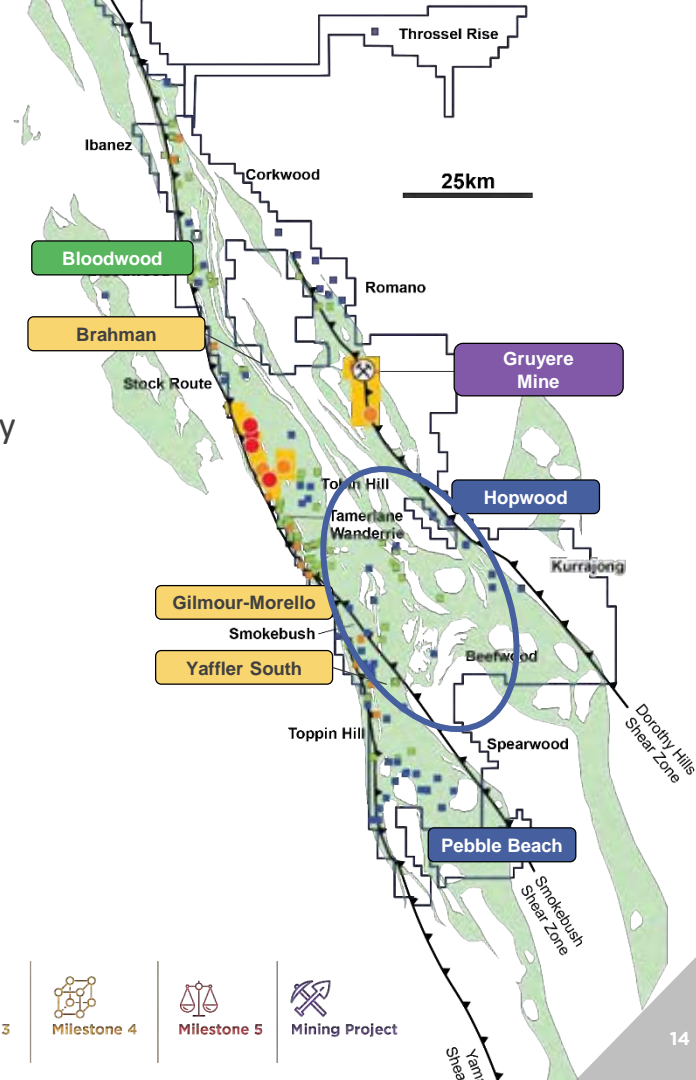 Throssel Rise
Ibanez
Corkwood
25km
Bloodwood
Romano
Brahman
Gruyere
Mine
Stock Route
y
Tobin Hill
Hopwood
Tamerlane
Wanderrie
Kurrajong
Gilmour-Morello
Smokebush
Beefwood
Yaffler South
Dorothy Hills
Shear Zone
Toppin Hill
Spearwood
Pebble Beach
Smokebush
Shear Zone
3
Milestone 4
Milestone 5
Mining Project
14